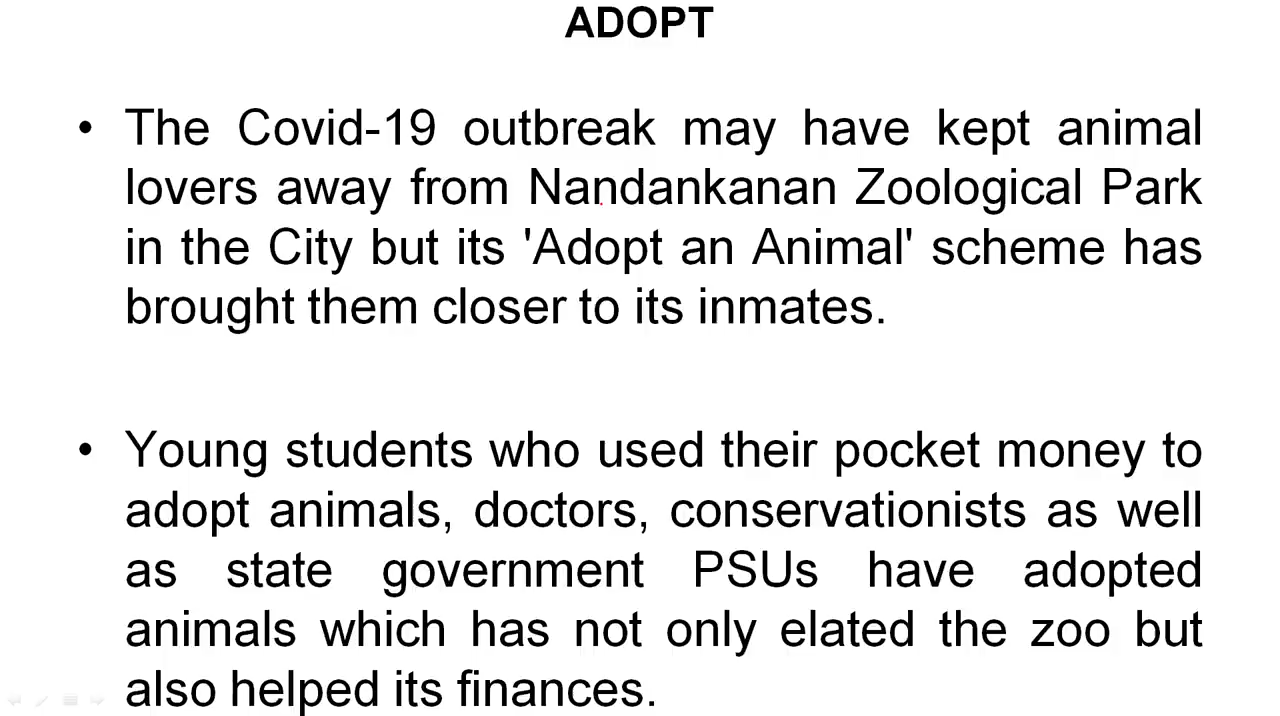 ADOPT
• The Covid-19 outbreak may have kept animal
lovers away from Nandankanan Zoological Park
in the City but its 'Adopt an Animal' scheme has
brought them closer to its inmates.
• Young students who used their pocket money to
adopt animals, doctors, conservationists as well
as state government PSUs have adopted
animals which has not only elated the zoo but
also helped its finances.